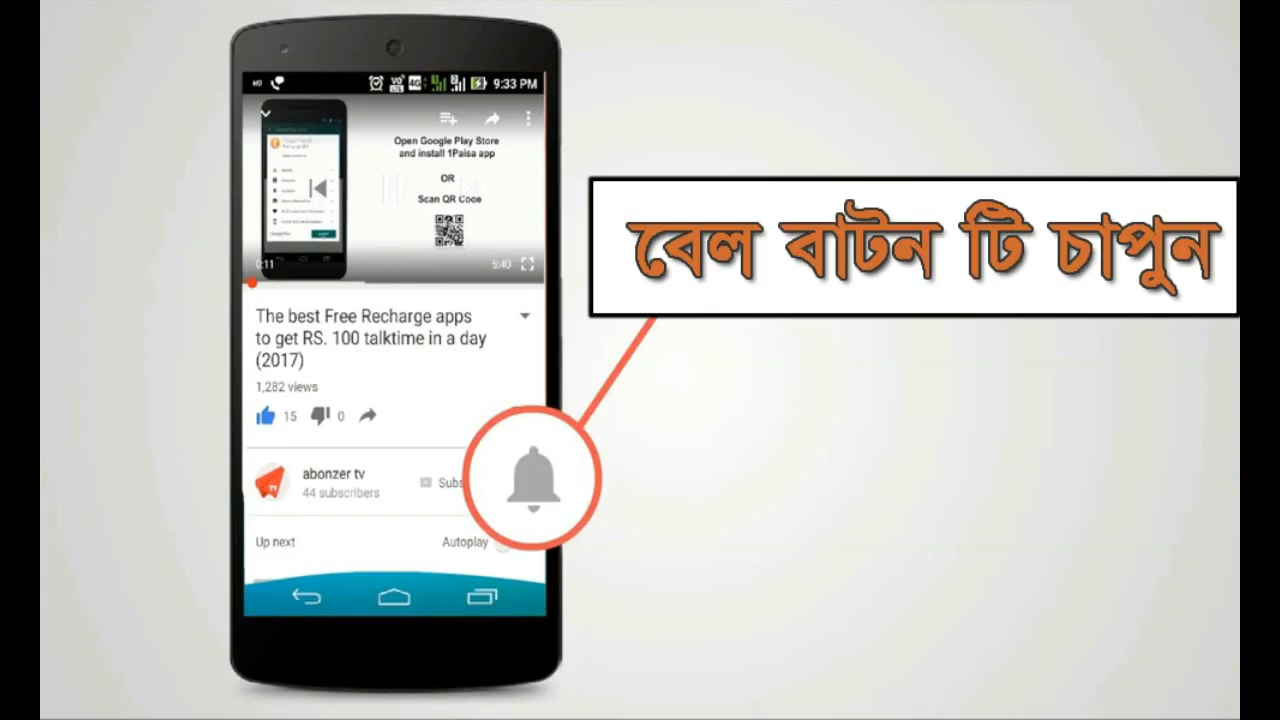 9:33 PM
Open Google Play Store
and install 1Paisa app
OR
Scan QR Code
0:11
5:40
The best Free Recharge apps
to get RS. 100 talktime in a day
(2017)
1,282 views
15 0
abonzer tv
44 subscribers
Subs
Up next
Autoplay
বেল বাটন টি চাপুন